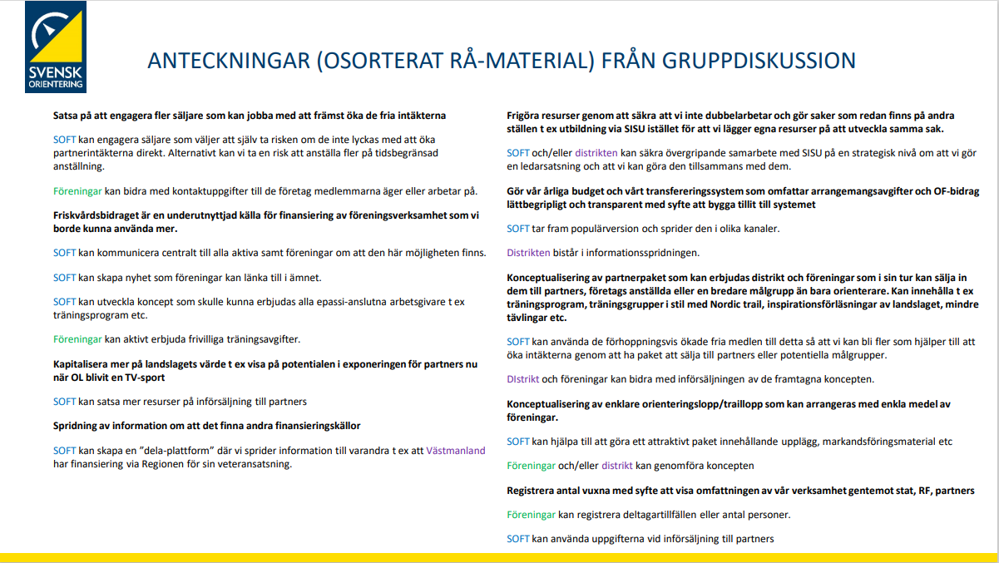 SVENSK
ORIENTERING
ANTECKNINGAR (OSORTERAT RÅ-MATERIAL) FRÅN GRUPPDISKUSSION
Satsa på att engagera fler säljare som kan jobba med att främst öka de fria intäkterna
SOFT kan engagera säljare som väljer att själv ta risken om de inte lyckas med att öka
partnerintäkterna direkt. Alternativt kan vi ta en risk att anställa fler på tidsbegränsad
anställning.
Föreningar kan bidra med kontaktuppgifter till de företag medlemmarna äger eller arbetar på.
Friskvårdsbidraget är en underutnyttjad källa för finansiering av föreningsverksamhet som vi
borde kunna använda mer.
SOFT kan kommunicera centralt till alla aktiva samt föreningar om att den här möjligheten finns.
SOFT kan skapa nyhet som föreningar kan länka till i ämnet.
SOFT kan utveckla koncept som skulle kunna erbjudas alla epassi-anslutna arbetsgivare t ex
träningsprogram etc.
Föreningar kan aktivt erbjuda frivilliga träningsavgifter.
Kapitalisera mer på landslagets värde t ex visa på potentialen i exponeringen för partners nu
när OL blivit en TV-sport
SOFT kan satsa mer resurser på införsäljning till partners
Spridning av information om att det finna andra finansieringskällor
SOFT kan skapa en ”dela-plattform” där vi sprider information till varandra t ex att Västmanland
har finansiering via Regionen för sin veteransatsning.
Frigöra resurser genom att säkra att vi inte dubbelarbetar och gör saker som redan finns på andra
ställen t ex utbildning via SISU istället för att vi lägger egna resurser på att utveckla samma sak.
SOFT och/eller distrikten kan säkra övergripande samarbete med SISU på en strategisk nivå om att vi gör
en ledarsatsning och att vi kan göra den tillsammans med dem.
Gör vår årliga budget och vårt transfereringssystem som omfattar arrangemangsavgifter och OF-bidrag
lättbegripligt och transparent med syfte att bygga tillit till systemet
SOFT tar fram populärversion och sprider den i olika kanaler.
Distrikten bistår i informationsspridningen.
Konceptualisering av partnerpaket som kan erbjudas distrikt och föreningar som i sin tur kan sälja in
dem till partners, företags anställda eller en bredare målgrupp än bara orienterare. Kan innehålla t ex
träningsprogram, träningsgrupper i stil med Nordic trail, inspirationsförläsningar av landslaget, mindre
tävlingar etc.
SOFT kan använda de förhoppningsvis ökade fria medlen till detta så att vi kan bli fler som hjälper till att
öka intäkterna genom att ha paket att sälja till partners eller potentiella målgrupper.
DIstrikt och föreningar kan bidra med införsäljningen av de framtagna koncepten.
Konceptualisering av enklare orienteringslopp/traillopp som kan arrangeras med enkla medel av
föreningar.
SOFT kan hjälpa till att göra ett attraktivt paket innehållande upplägg, markandsföringsmaterial etc
Föreningar och/eller distrikt kan genomföra koncepten
Registrera antal vuxna med syfte att visa omfattningen av vår verksamhet gentemot stat, RF, partners
Föreningar kan registrera deltagartillfällen eller antal personer.
SOFT kan använda uppgifterna vid införsäljning till partners